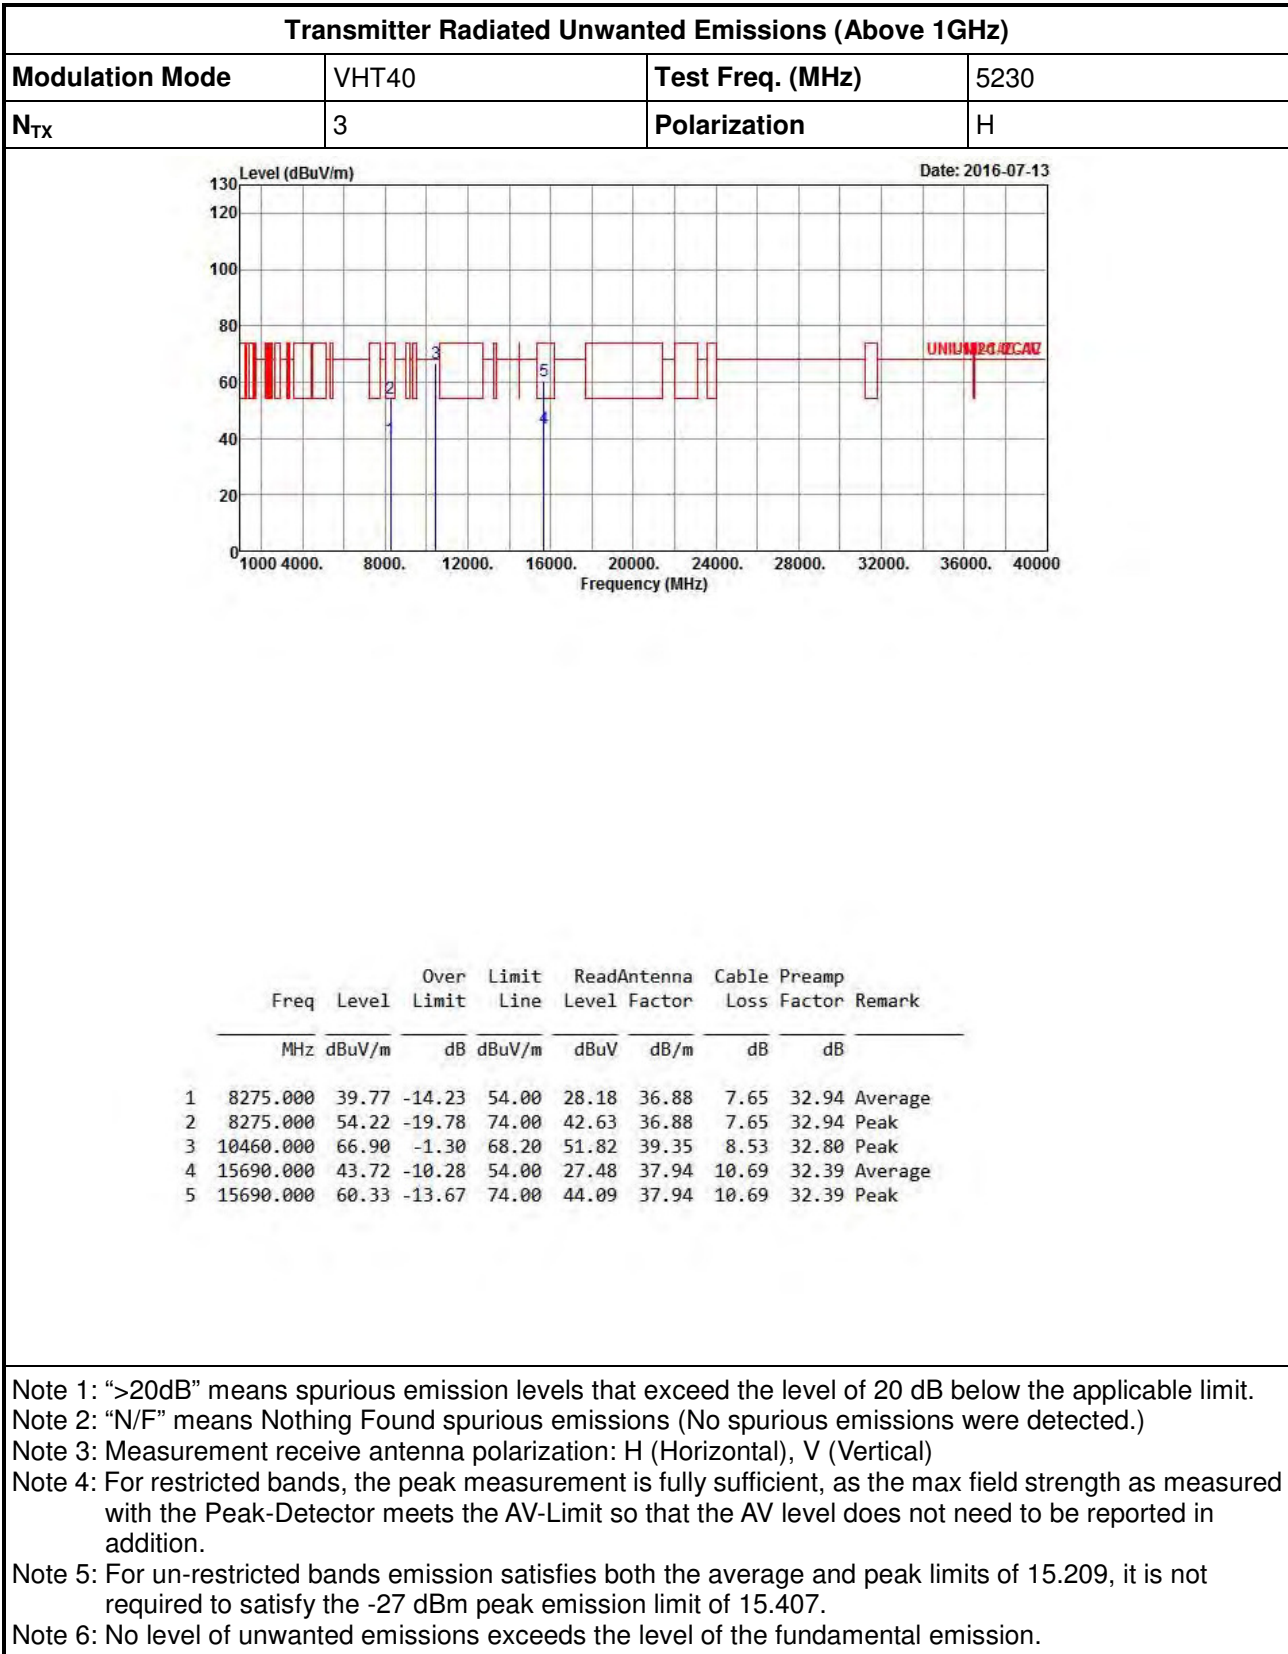 Transmitter Radiated Unwanted Emissions (Above 1GHz)
Modulation Mode VHT40 Test Freq. (MHz) 5230
NTX 3 Polarization H
Level (dBuV/m) Date: 2016-07-13
130
120
100
80
60
40
20
0
3
5
2
4
1
1000 4000. 8000. 12000. 16000. 20000. 24000. 28000. 32000. 36000. 40000
Frequency (MHz)
Over Limit ReadAntenna Cable Preamp
Freq Level Limit Line Level Factor Loss Factor Remark
MHz dBuV/m dB dBuV/m dBuV dB/m dB dB
1 8275.000 39.77 -14.23 54.00 28.18 36.88 7.65 32.94 Average
2 8275.000 54.22 -19.78 74.00 42.63 36.88 7.65 32.94 Peak
3 10460.000 66.90 -1.30 68.20 51.82 39.35 8.53 32.80 Peak
4 15690.000 43.72 -10.28 54.00 27.48 37.94 10.69 32.39 Average
5 15690.000 60.33 -13.67 74.00 44.09 37.94 10.69 32.39 Peak
Note 1: “>20dB” means spurious emission levels that exceed the level of 20 dB below the applicable limit.
Note 2: “N/F” means Nothing Found spurious emissions (No spurious emissions were detected.)
Note 3: Measurement receive antenna polarization: H (Horizontal), V (Vertical)
Note 4: For restricted bands, the peak measurement is fully sufficient, as the max field strength as measured
with the Peak-Detector meets the AV-Limit so that the AV level does not need to be reported in
addition.
Note 5: For un-restricted bands emission satisfies both the average and peak limits of 15.209, it is not
required to satisfy the -27 dBm peak emission limit of 15.407.
Note 6: No level of unwanted emissions exceeds the level of the fundamental emission.